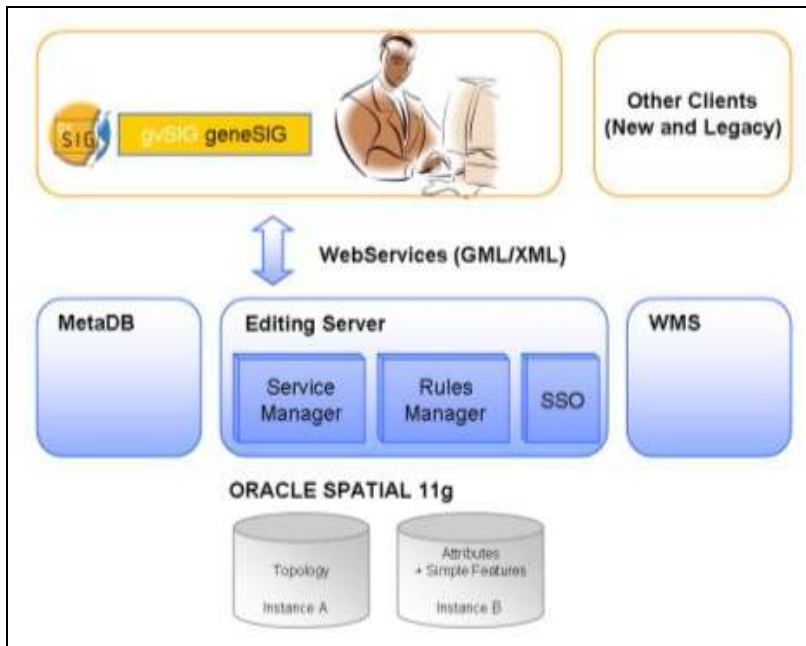 SIG
gvSIG geneSIG
Other Clients
(New and Legacy)
WebServices (GML/XML)
MetaDB
Editing Server
WMS
Service
Manager
Rules
Manager
SSO
ORACLE SPATIAL 11g
Topology
Instance A
Attributes
+ Simple Features
Instance B